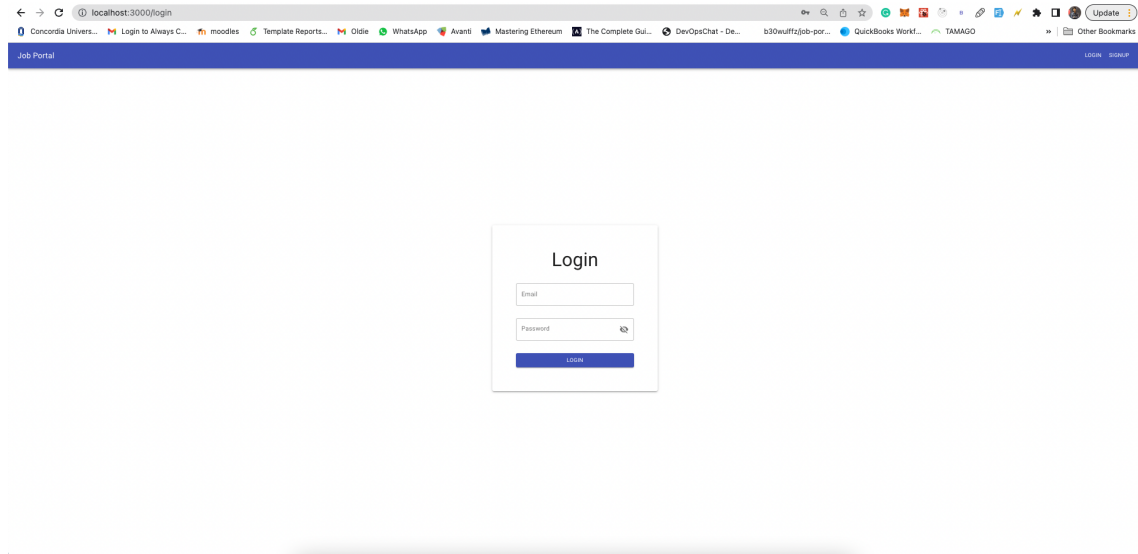 localhost:3000/login
Update
Concordia Univers... Login to Always C... moodles Template Reports... Oldie WhatsApp Avanti Mastering Ethereum The Complete Gui... DevOpsChat - De... b30wulffz/job-por... QuickBooks Workf... TAMAGO » Other Bookmarks
Job Portal LOGIN SIGNUP
Login
Email
Password
LOGIN